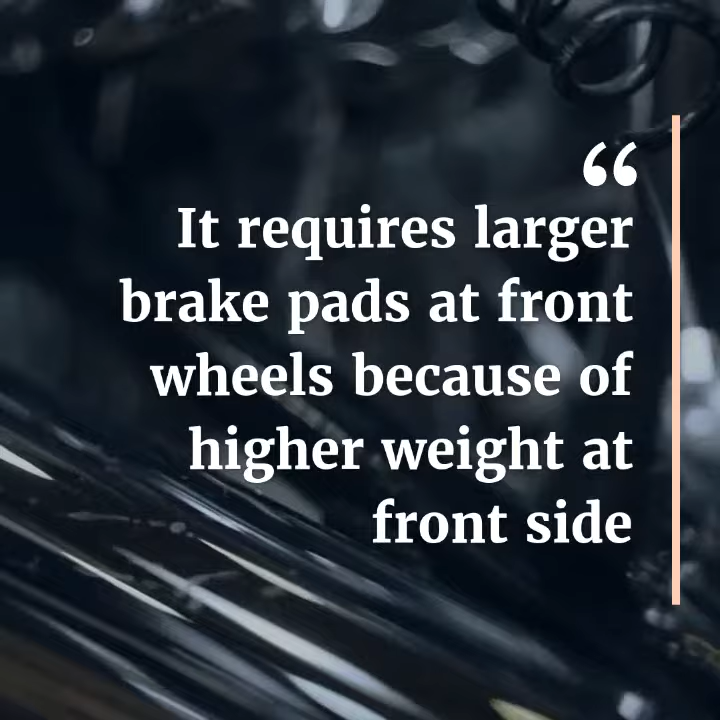 “
It requires larger
brake pads at front
wheels because of
higher weight at
front side